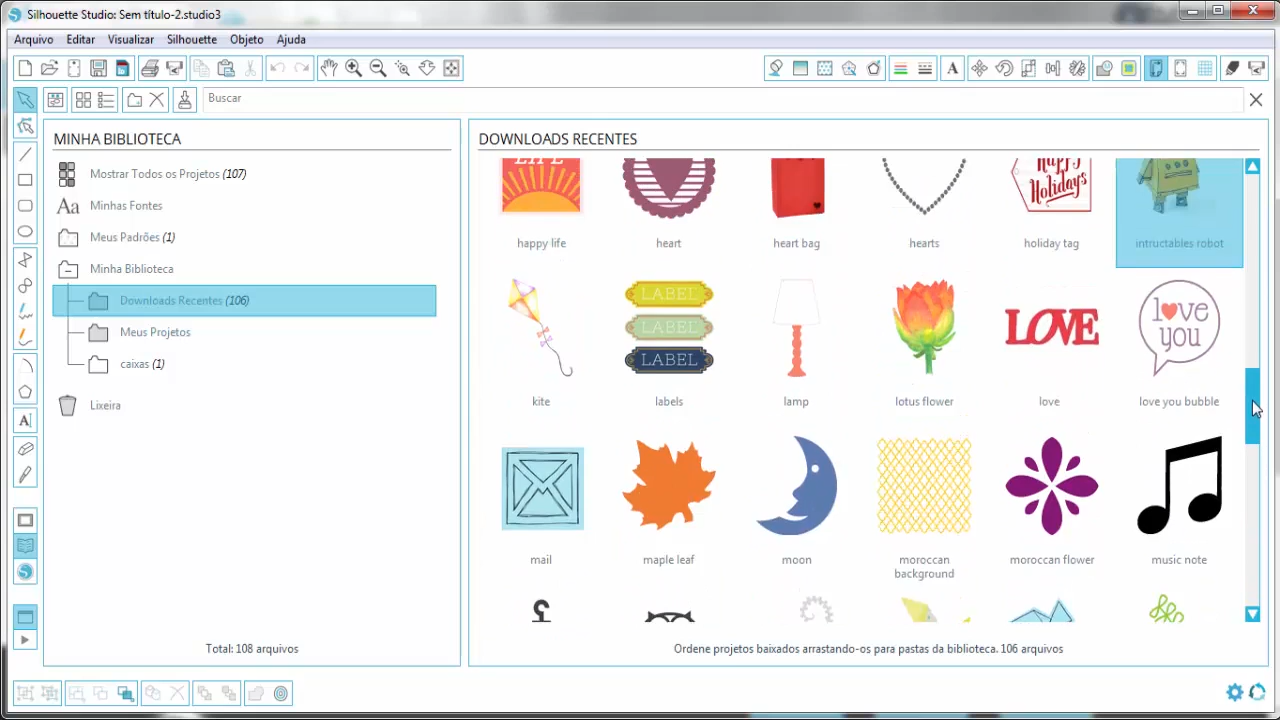 Silhouette Studio: Sem título-2.studio3
Arquivo Editar Visualizar Silhouette Objeto Ajuda
Buscar
MINHA BIBLIOTECA
Mostrar Todos os Projetos (107)
Minhas Fontes
Meus Padrões (1)
Minha Biblioteca
Downloads Recentes (106)
Meus Projetos
caixas (1)
Lixeira
Total: 108 arquivos
DOWNLOADS RECENTES
LIFE
Happy
Holidays
happy life heart heart bag hearts holiday tag intructables robot
LABEL
LABEL
LABEL
LOVE
love
you
kite labels lamp lotus flower love love you bubble
mail maple leaf moon moroccan background moroccan flower music note
Ordene projetos baixados arrastando-os para pastas da biblioteca. 106 arquivos